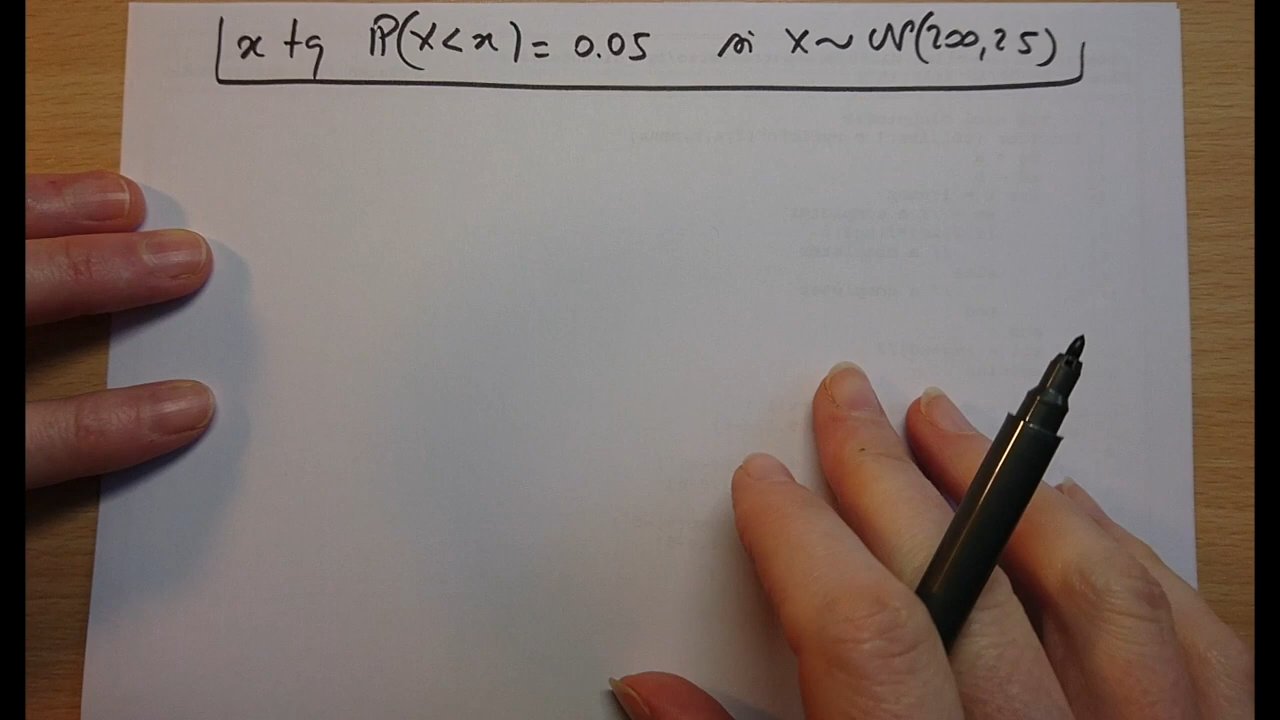 x tq P(X<x) = 0.05 si X ~ N(200,25)